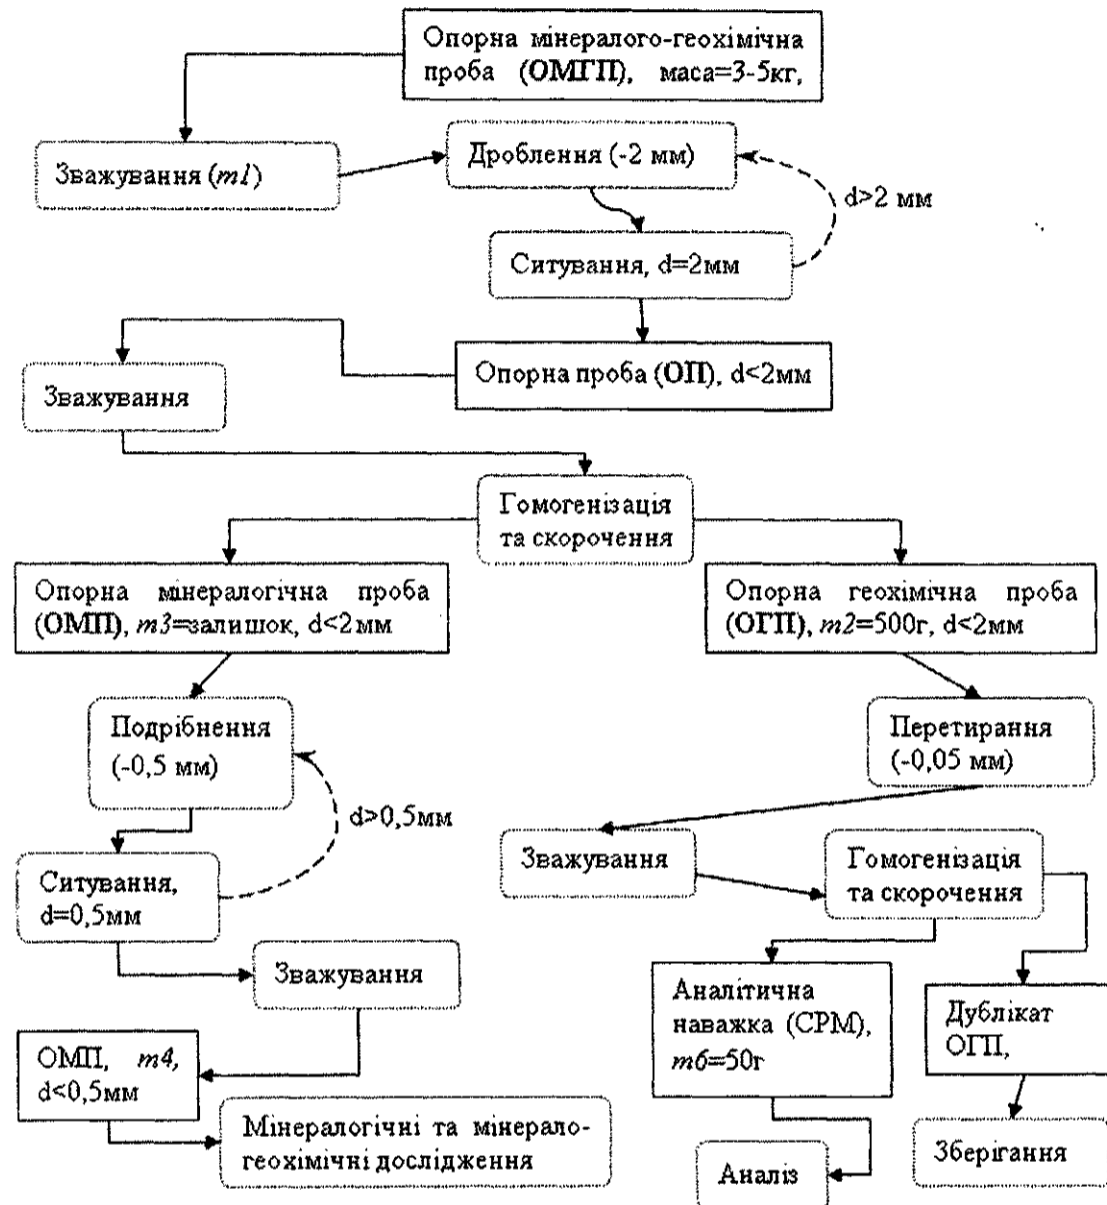 Опорна мінералого-геохімічна
проба (ОМГП), маса=3-5кг,
Зважування (m1)
Дроблення (-2 мм)
d>2 мм
Ситування, d=2мм
Опорна проба (ОП), d<2мм
Зважування
Гомогенізація
та скорочення
Опорна мінералогічна проба
(ОМП), m3=залишок, d<2мм
Опорна геохімічна проба
(ОГП), m2=500г, d<2мм
Подрібнення
(-0,5 мм)
Перетирання
(-0,05 мм)
d>0,5мм
Ситування,
d=0,5мм
Зважування
Гомогенізація
та скорочення
Зважування
Аналітична
наважка (СРМ),
m6=50г
Дублікат
ОГП,
ОМП, m4,
d<0,5мм
Мінералогічні та мінерало-
геохімічні дослідження
Аналіз
Зберігання